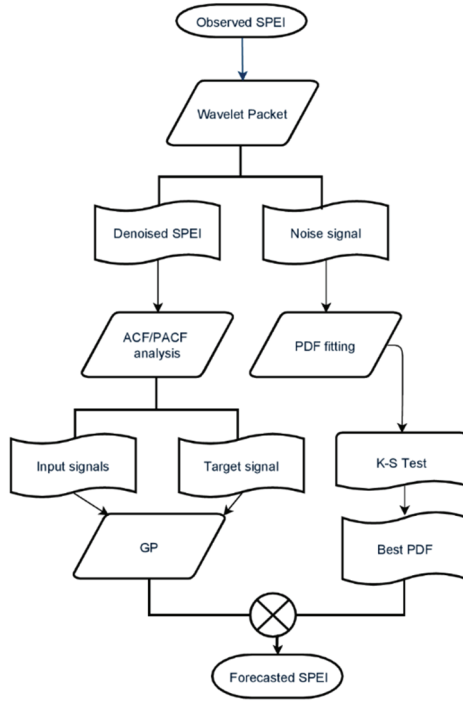 Observed SPEI
Wavelet Packet
Denoised SPEI
Noise signal
ACF/PACF
analysis
PDF fitting
Input signals
Target signal
K-S Test
GP
Best PDF
Forecasted SPEI